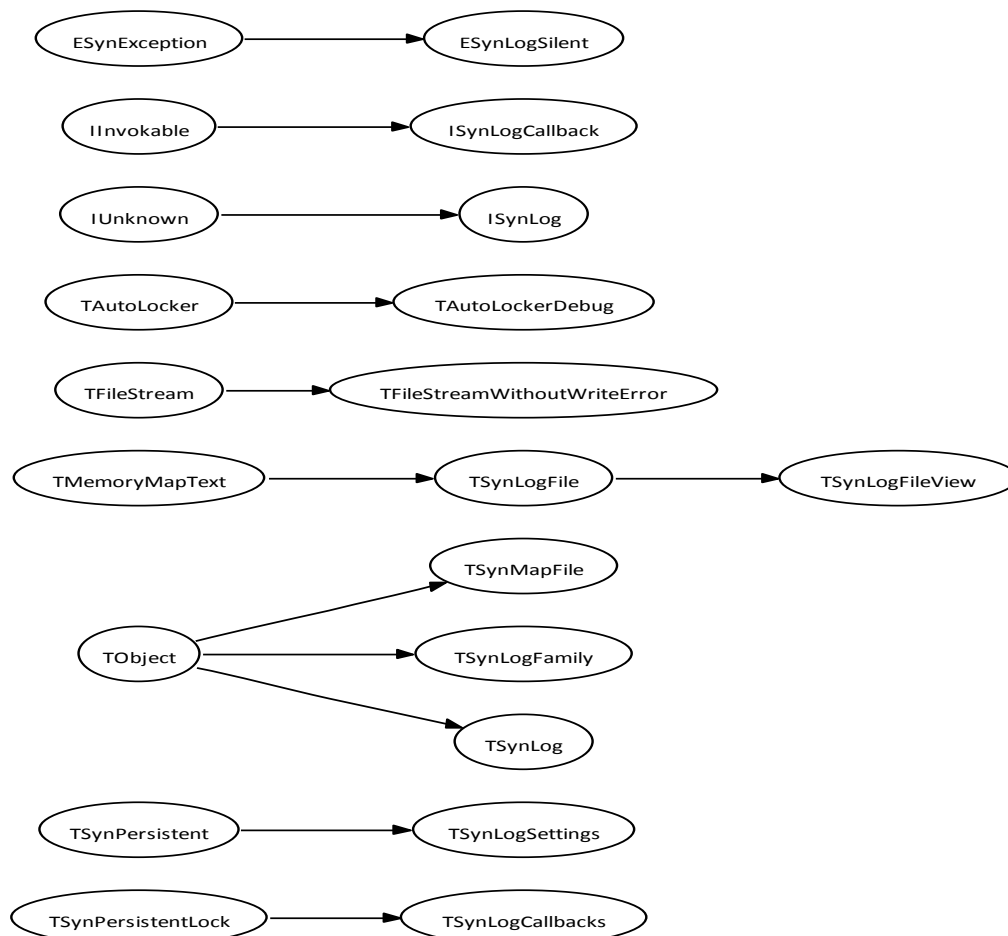 ESynException
ESynLogSilent
IInvokable
ISynLogCallback
IUnknown
ISynLog
TAutoLocker
TAutoLockerDebug
TFileStream
TFileStreamWithoutWriteError
TMemoryMapText
TSynLogFile
TSynLogFileView
TSynMapFile
TObject
TSynLogFamily
TSynLog
TSynPersistent
TSynLogSettings
TSynPersistentLock
TSynLogCallbacks